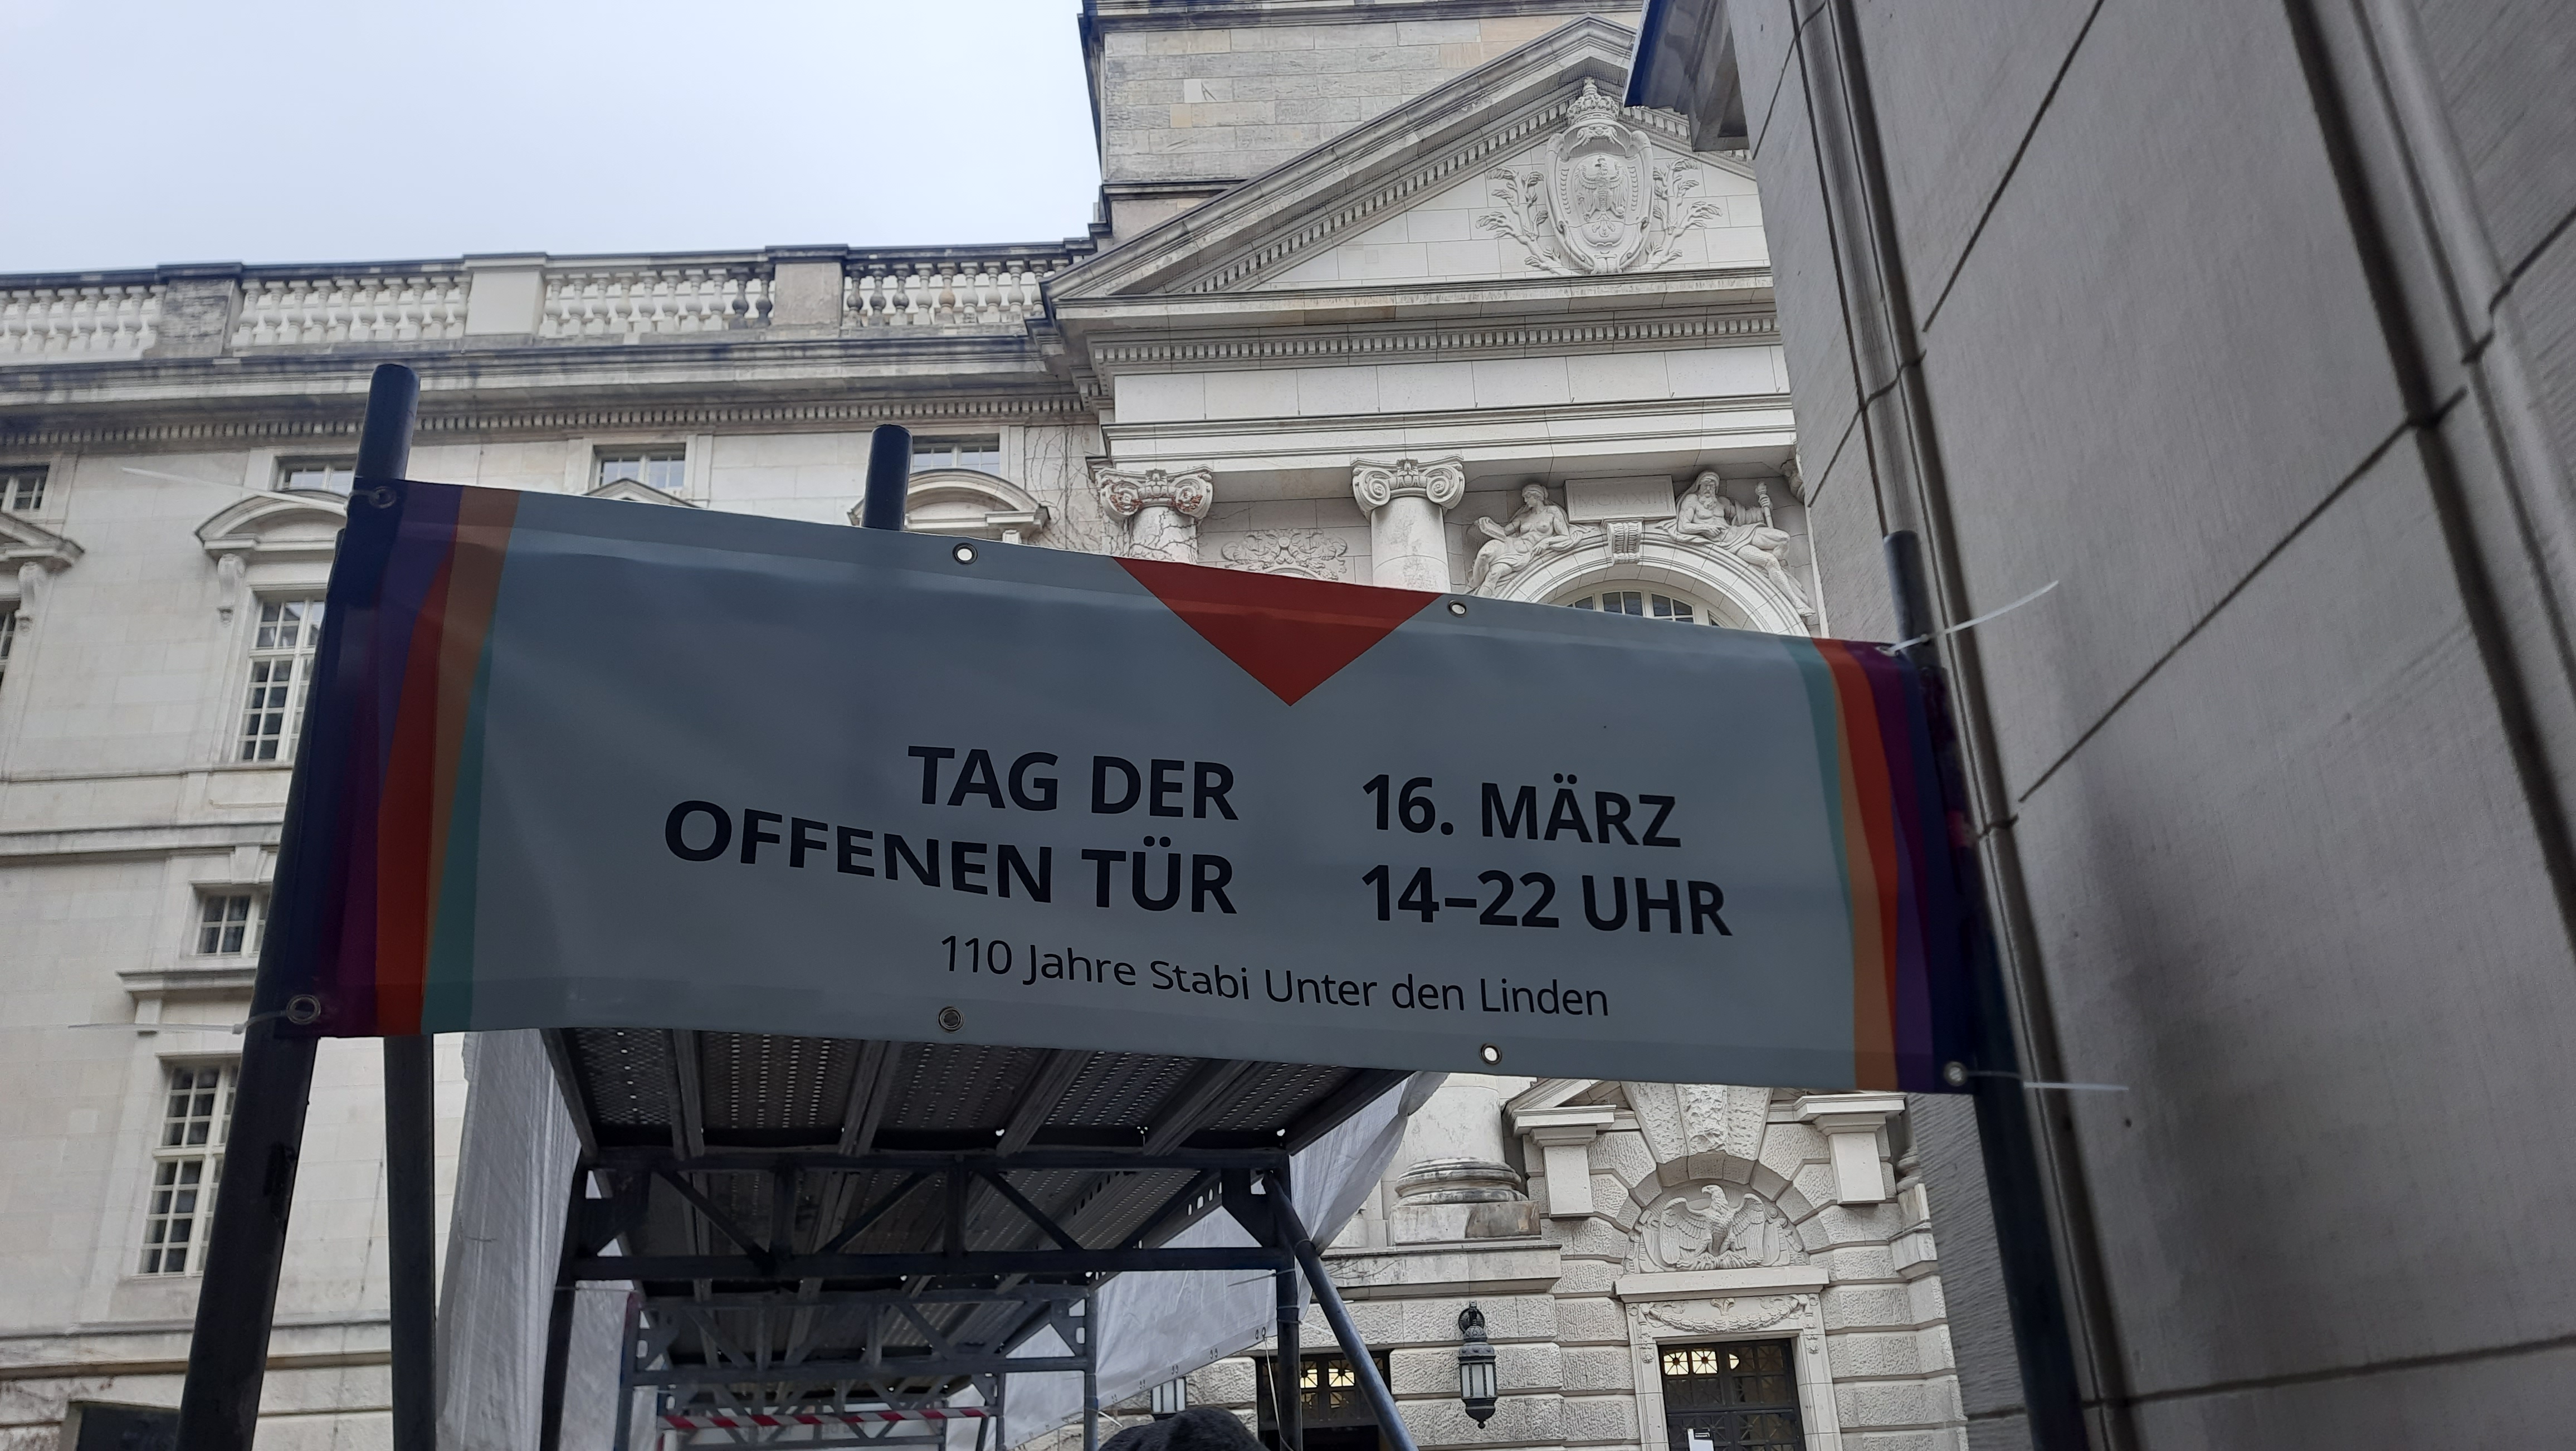 TAG DER
OFFENEN TÜR
16. MÄRZ
14–22 UHR
110 Jahre Stabi Unter den Linden